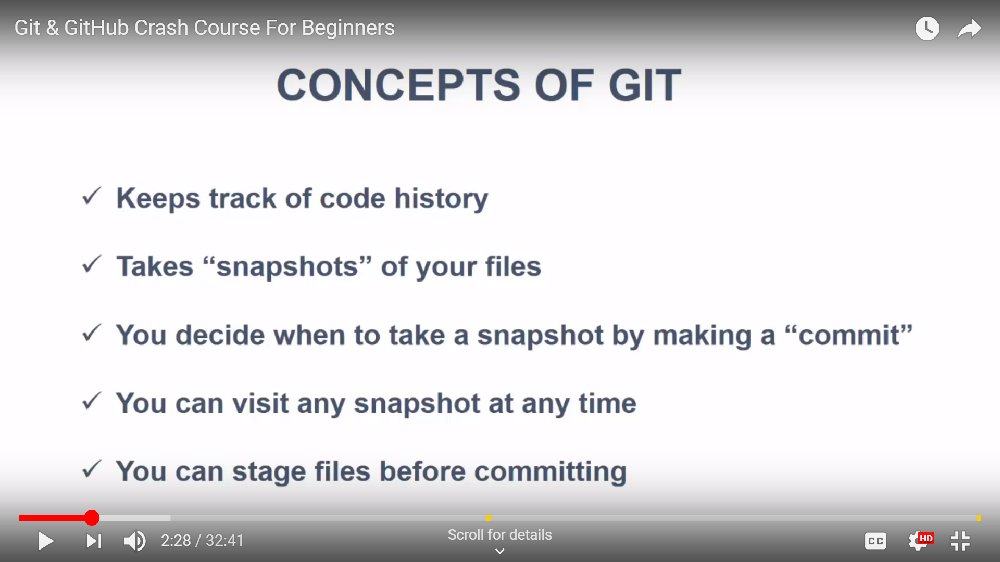 Git & GitHub Crash Course For Beginners
CONCEPTS OF GIT
✓ Keeps track of code history
✓ Takes “snapshots” of your files
✓ You decide when to take a snapshot by making a “commit”
✓ You can visit any snapshot at any time
✓ You can stage files before committing
2:28 / 32:41
Scroll for details
CC
HD